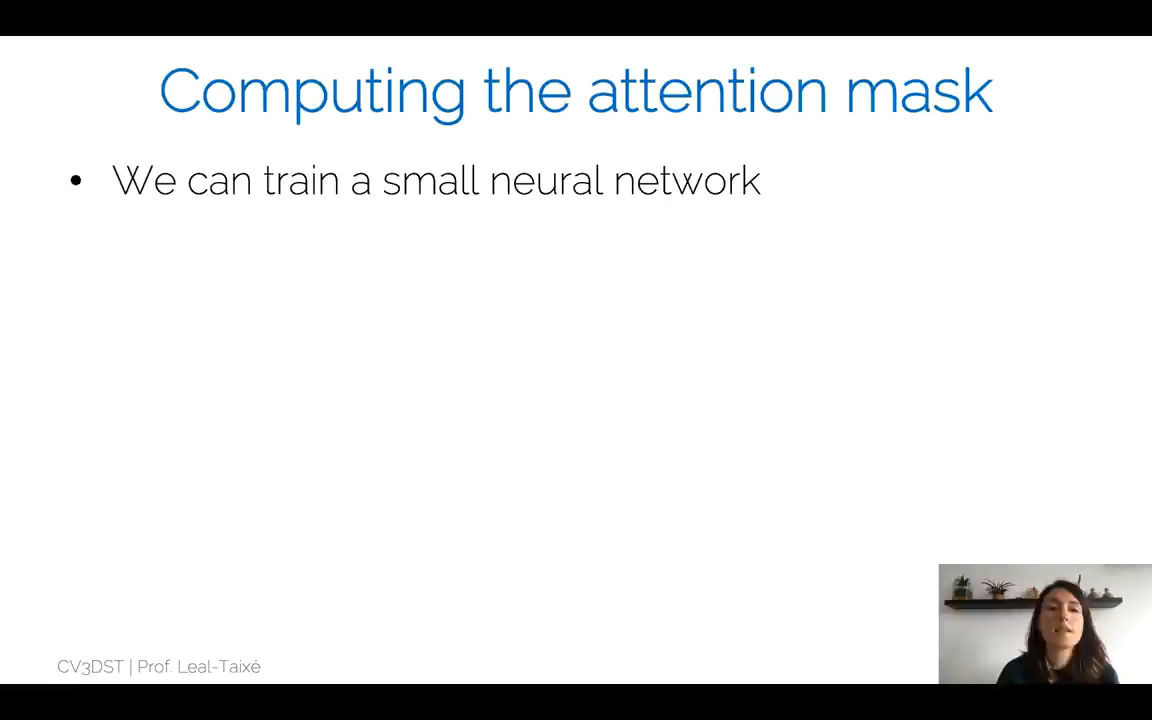 Computing the attention mask
• We can train a small neural network
CV3DST | Prof. Leal-Taixé